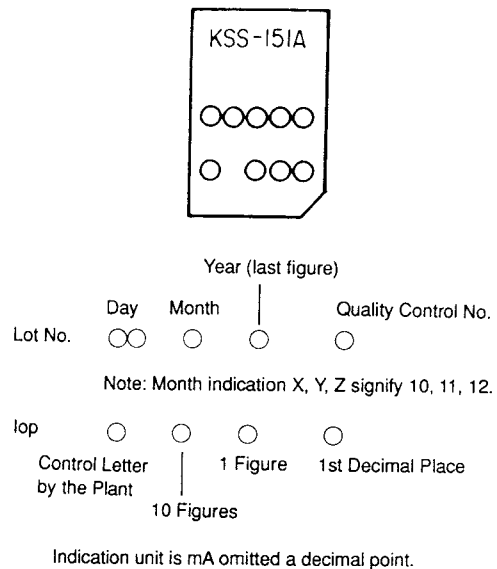 KSS-151A
Year (last figure)
Day Month Quality Control No.
Lot No.
Note: Month indication X, Y, Z signify 10, 11, 12.
Iop
Control Letter 1 Figure 1st Decimal Place
by the Plant
10 Figures
Indication unit is mA omitted a decimal point.